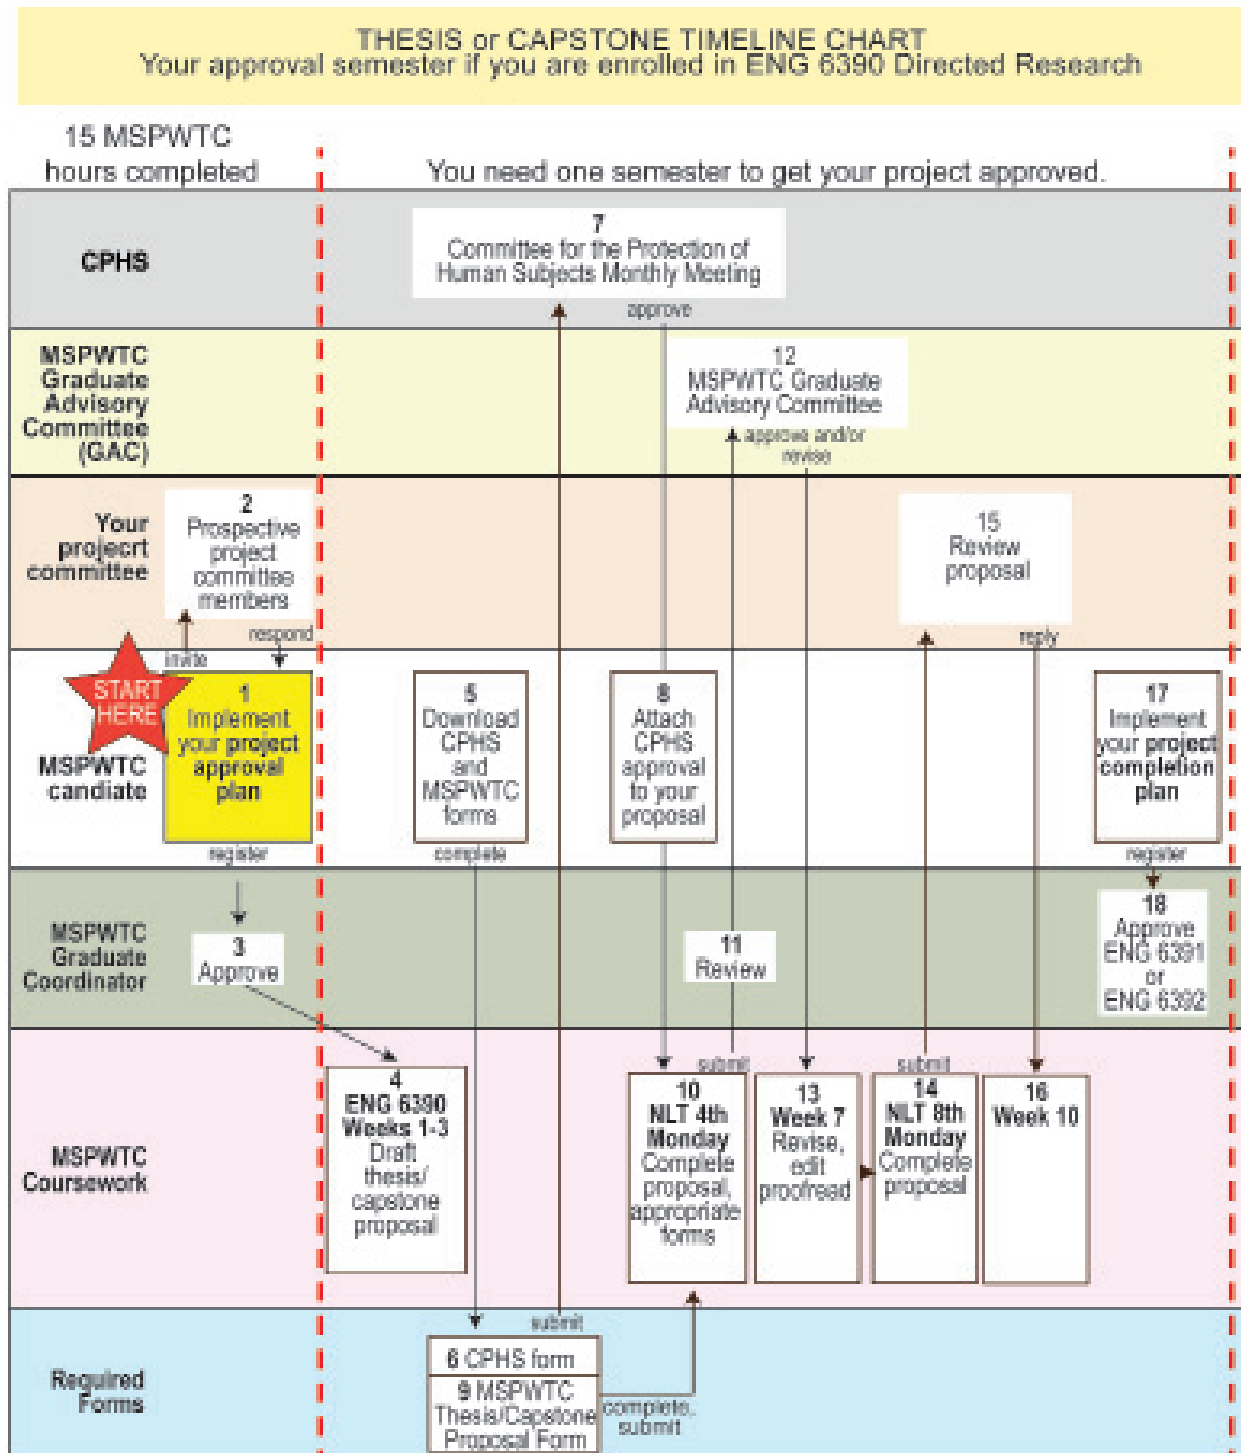 THESIS or CAPSTONE TIMELINE CHART
Your approval semester if you are enrolled in ENG 6390 Directed Research
15 MSPWTC
hours completed
You need one semester to get your project approved.
CPHS
7
Committee for the Protection of
Human Subjects Monthly Meeting
approve
MSPWTC
Graduate
Advisory
Committee
(GAC)
12
MSPWTC Graduate
Advisory Committee
approve and/or
revise
Your
projecrt
committee
2
Prospective
project
committee
members
respond
invite
15
Review
proposal
reply
START
HERE
MSPWTC
candiate
1
Implement
your project
approval
plan
register
5
Download
CPHS
and
MSPWTC
forms
complete
8
Attach
CPHS
approval
to your
proposal
17
Implement
your project
completion
plan
register
MSPWTC
Graduate
Coordinator
3
Approve
11
Review
18
Approve
ENG 6391
or
ENG 6392
MSPWTC
Coursework
4
ENG 6390
Weeks 1-3
Draft
thesis/
capstone
proposal
submit
10
NLT 4th
Monday
Complete
proposal,
appropriate
forms
13
Week 7
Revise,
edit
proofread
submit
14
NLT 8th
Monday
Complete
proposal
16
Week 10
Required
Forms
submit
6 CPHS form
9 MSPWTC
Thesis/Capstone
Proposal Form
complete,
submit